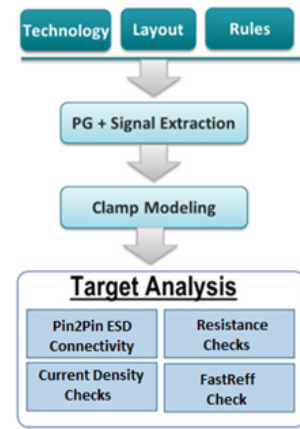 Technology Layout Rules
PG + Signal Extraction
Clamp Modeling
Target Analysis
Pin2Pin ESD
Connectivity
Resistance
Checks
Current Density
Checks
FastReff
Check